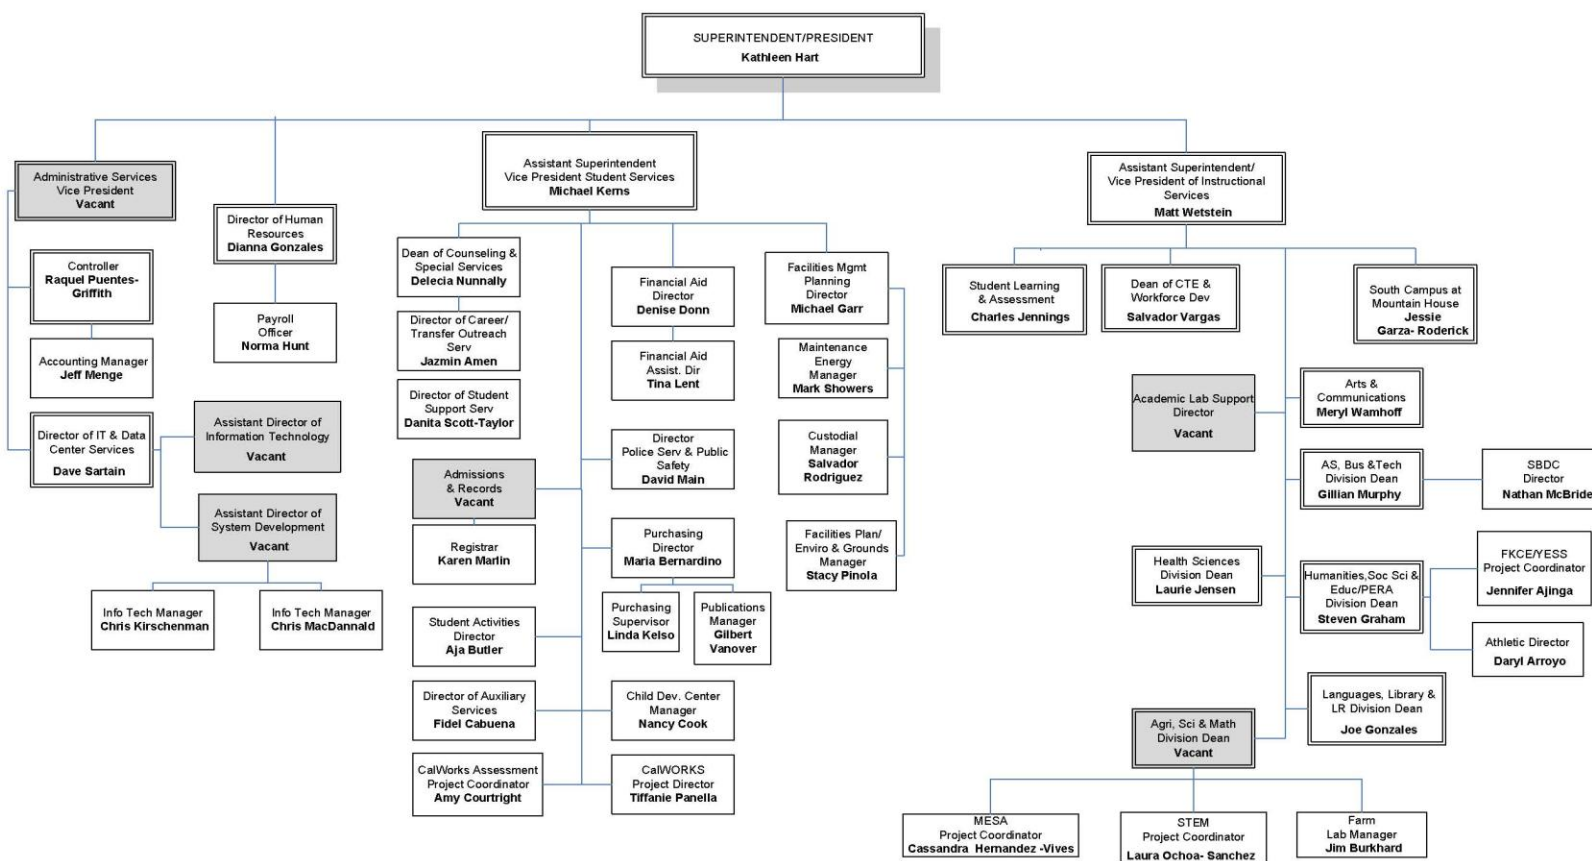 SUPERINTENDENT/PRESIDENT
Kathleen Hart
Administrative Services
Vice President
Vacant
Director of Human
Resources
Dianna Gonzales
Assistant Superintendent
Vice President Student Services
Michael Kerns
Assistant Superintendent/
Vice President of Instructional
Services
Matt Wetstein
Controller
Raquel Puentes-
Griffith
Accounting Manager
Jeff Menge
Director of IT & Data
Center Services
Dave Sartain
Payroll
Officer
Norma Hunt
Assistant Director of
Information Technology
Vacant
Assistant Director of
System Development
Vacant
Info Tech Manager
Chris Kirschenman
Info Tech Manager
Chris MacDannald
Dean of Counseling &
Special Services
Delecia Nunnally
Director of Career/
Transfer Outreach
Serv
Jazmin Amen
Director of Student
Support Serv
Danita Scott-Taylor
Admissions
& Records
Vacant
Registrar
Karen Marlin
Student Activities
Director
Aja Butler
Director of Auxiliary
Services
Fidel Cabuena
CalWorks Assessment
Project Coordinator
Amy Courtright
Financial Aid
Director
Denise Donn
Financial Aid
Assist. Dir
Tina Lent
Director
Police Serv & Public
Safety
David Main
Purchasing
Director
Maria Bernardino
Purchasing
Supervisor
Linda Kelso
Publications
Manager
Gilbert
Vanover
Child Dev. Center
Manager
Nancy Cook
CalWORKS
Project Director
Tiffanie Panella
Facilities Mgmt
Planning
Director
Michael Garr
Maintenance
Energy
Manager
Mark Showers
Custodial
Manager
Salvador
Rodriguez
Facilities Plan/
Enviro & Grounds
Manager
Stacy Pinola
Student Learning
& Assessment
Charles Jennings
Dean of CTE &
Workforce Dev
Salvador Vargas
South Campus at
Mountain House
Jessie
Garza- Roderick
Academic Lab Support
Director
Vacant
Arts &
Communications
Meryl Wamhoff
AS, Bus &Tech
Division Dean
Gillian Murphy
SBDC
Director
Nathan McBride
Health Sciences
Division Dean
Laurie Jensen
Humanities,Soc Sci &
Educ/PERA
Division Dean
Steven Graham
FKCE/YESS
Project Coordinator
Jennifer Ajinga
Athletic Director
Daryl Arroyo
Languages, Library &
LR Division Dean
Joe Gonzales
Agri, Sci & Math
Division Dean
Vacant
MESA
Project Coordinator
Cassandra Hernandez -Vives
STEM
Project Coordinator
Laura Ochoa- Sanchez
Farm
Lab Manager
Jim Burkhard